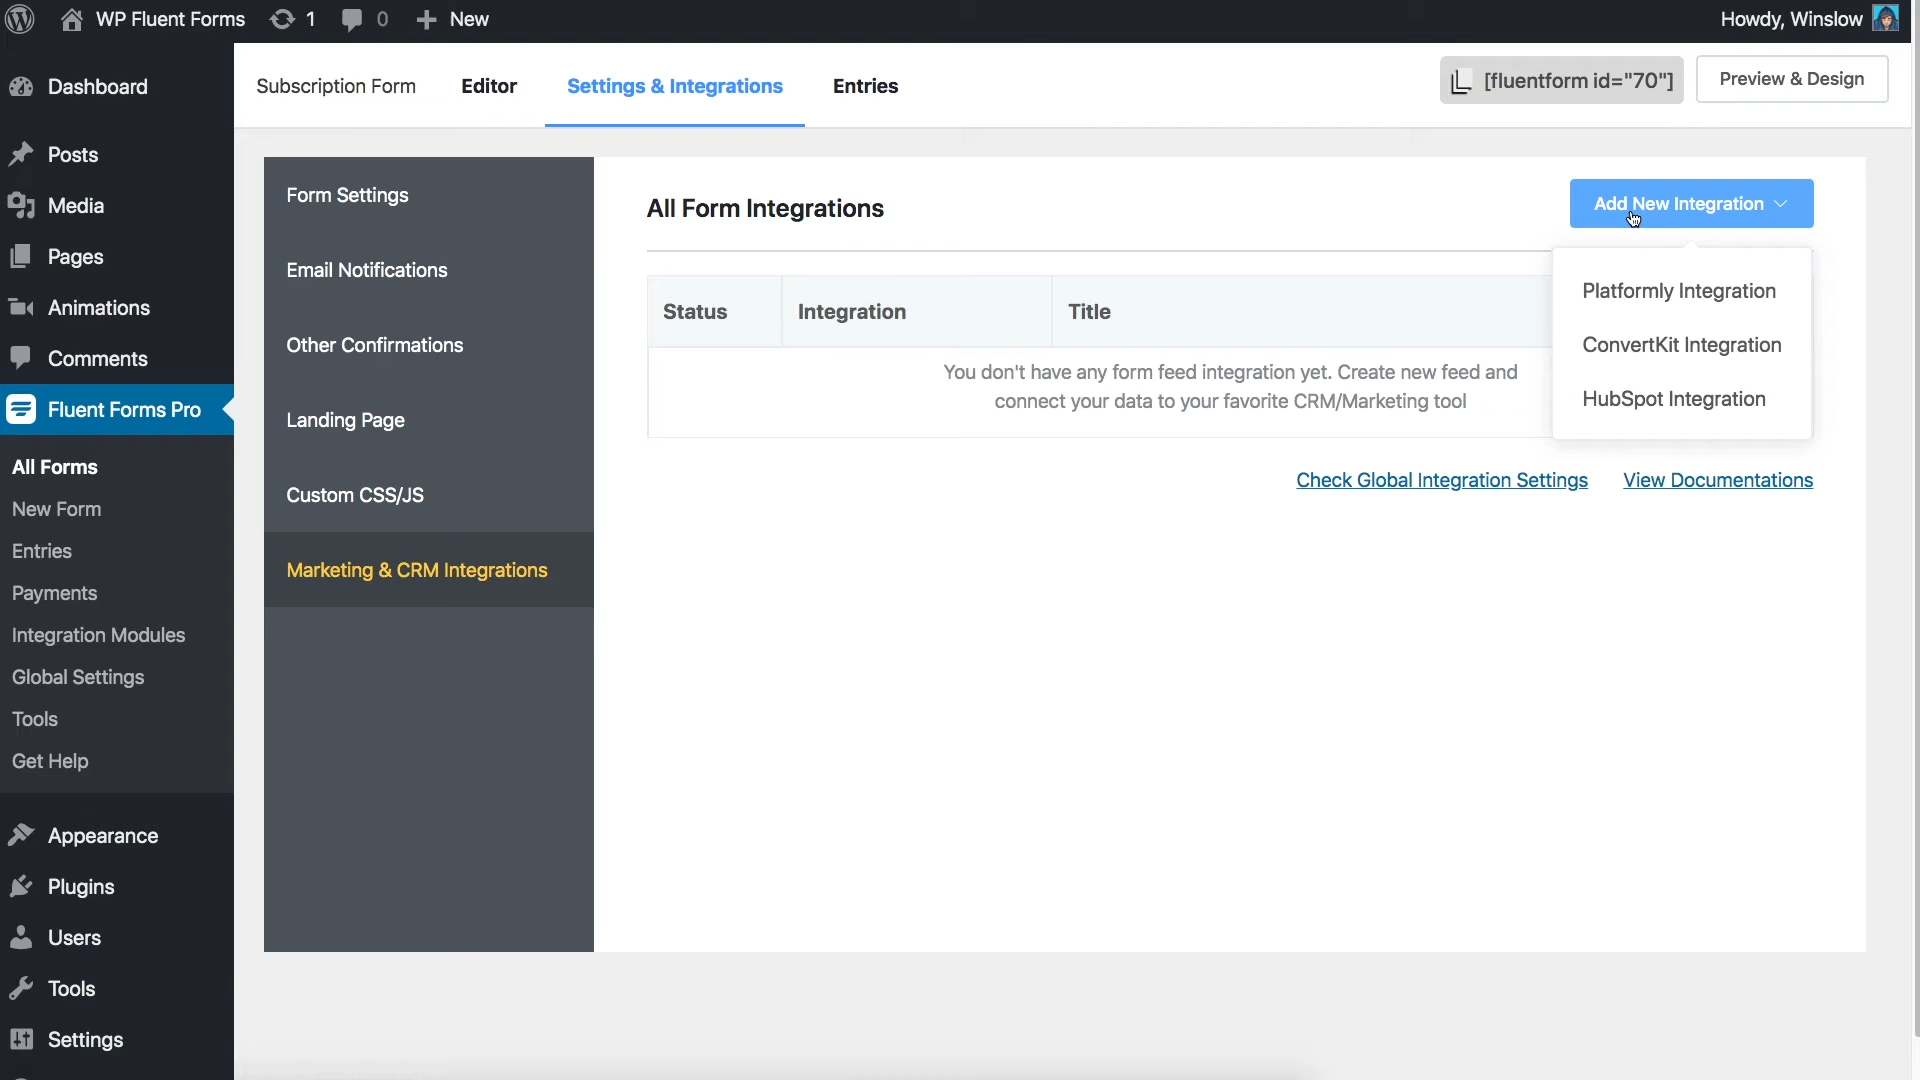 WP Fluent Forms 1 0 New Howdy, Winslow
Dashboard
Posts
Media
Pages
Animations
Comments
Fluent Forms Pro
All Forms
New Form
Entries
Payments
Integration Modules
Global Settings
Tools
Get Help
Appearance
Plugins
Users
Tools
Settings
Subscription Form Editor Settings & Integrations Entries [fluentform id="70"] Preview & Design
Form Settings
Email Notifications
Other Confirmations
Landing Page
Custom CSS/JS
Marketing & CRM Integrations
All Form Integrations
Add New Integration
Platformly Integration
ConvertKit Integration
HubSpot Integration
Status Integration Title
You don't have any form feed integration yet. Create new feed and
connect your data to your favorite CRM/Marketing tool
Check Global Integration Settings View Documentations